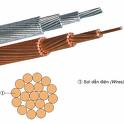 ① Sợi dẫn điện (Wires)
①